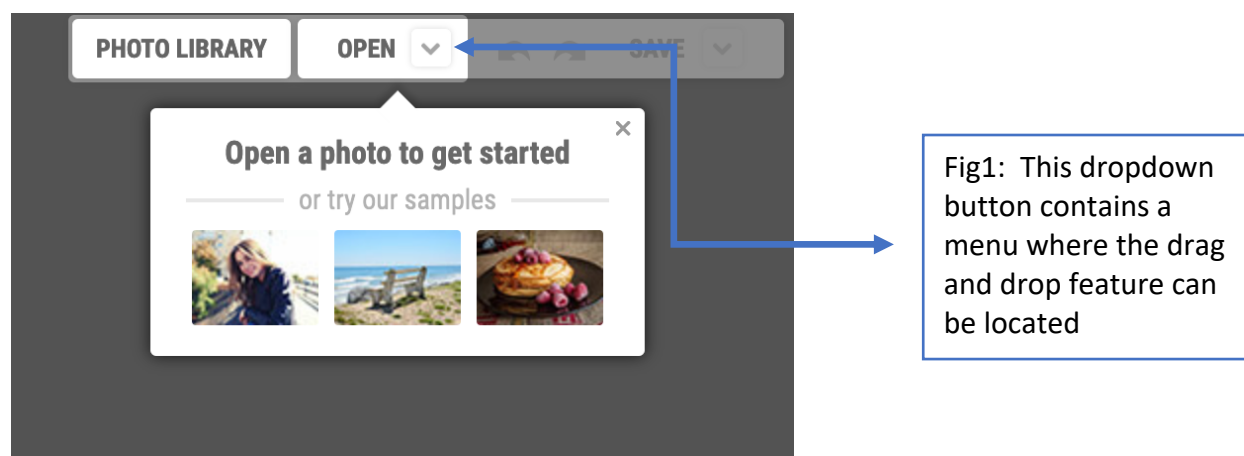 PHOTO LIBRARY OPEN SAVE
Open a photo to get started
or try our samples
Fig1:  This dropdown
button contains a
menu where the drag
and drop feature can
be located